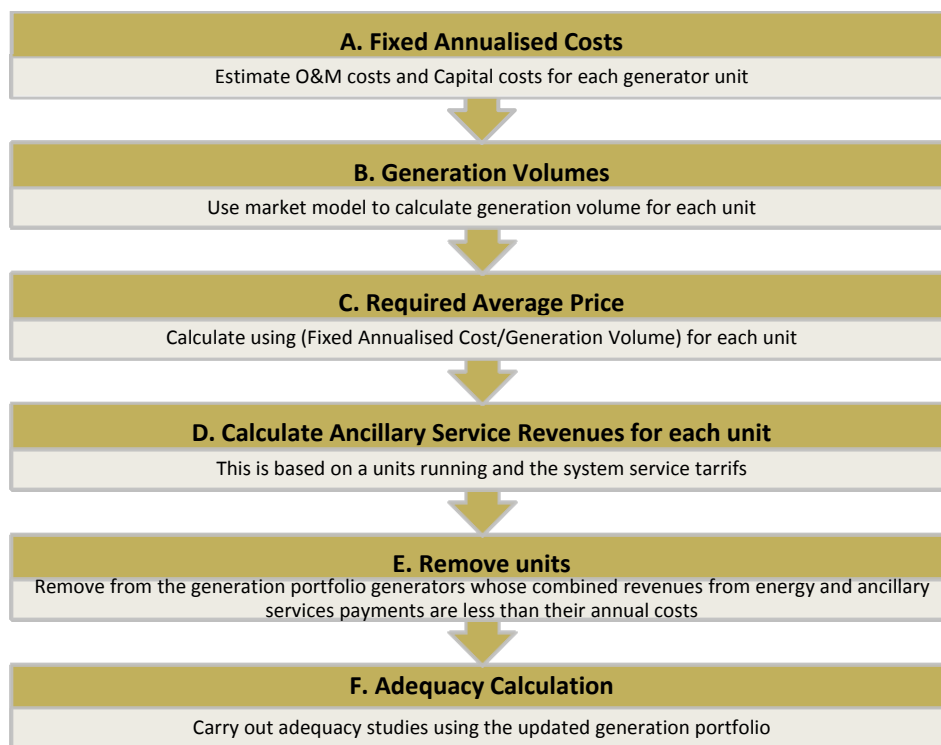 A. Fixed Annualised Costs
Estimate O&M costs and Capital costs for each generator unit
B. Generation Volumes
Use market model to calculate generation volume for each unit
C. Required Average Price
Calculate using (Fixed Annualised Cost/Generation Volume) for each unit
D. Calculate Ancillary Service Revenues for each unit
This is based on a units running and the system service tarrifs
E. Remove units
Remove from the generation portfolio generators whose combined revenues from energy and ancillary
services payments are less than their annual costs
F. Adequacy Calculation
Carry out adequacy studies using the updated generation portfolio